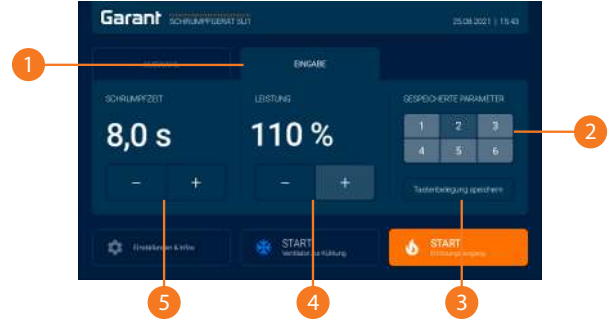 Garant SCHRUMPFGERÄT SU1 25.08.2021 | 15:43
1
EINGABE
SCHRUMPFZEIT LEISTUNG GESPEICHERTE PARAMETER
8,0 s 110 %
1 2 3
4 5 6
2
− + − +
Tastenbelegung speichern
Einstellungen & Infos
START
Ventilator zur Kühlung
START
5 4 3